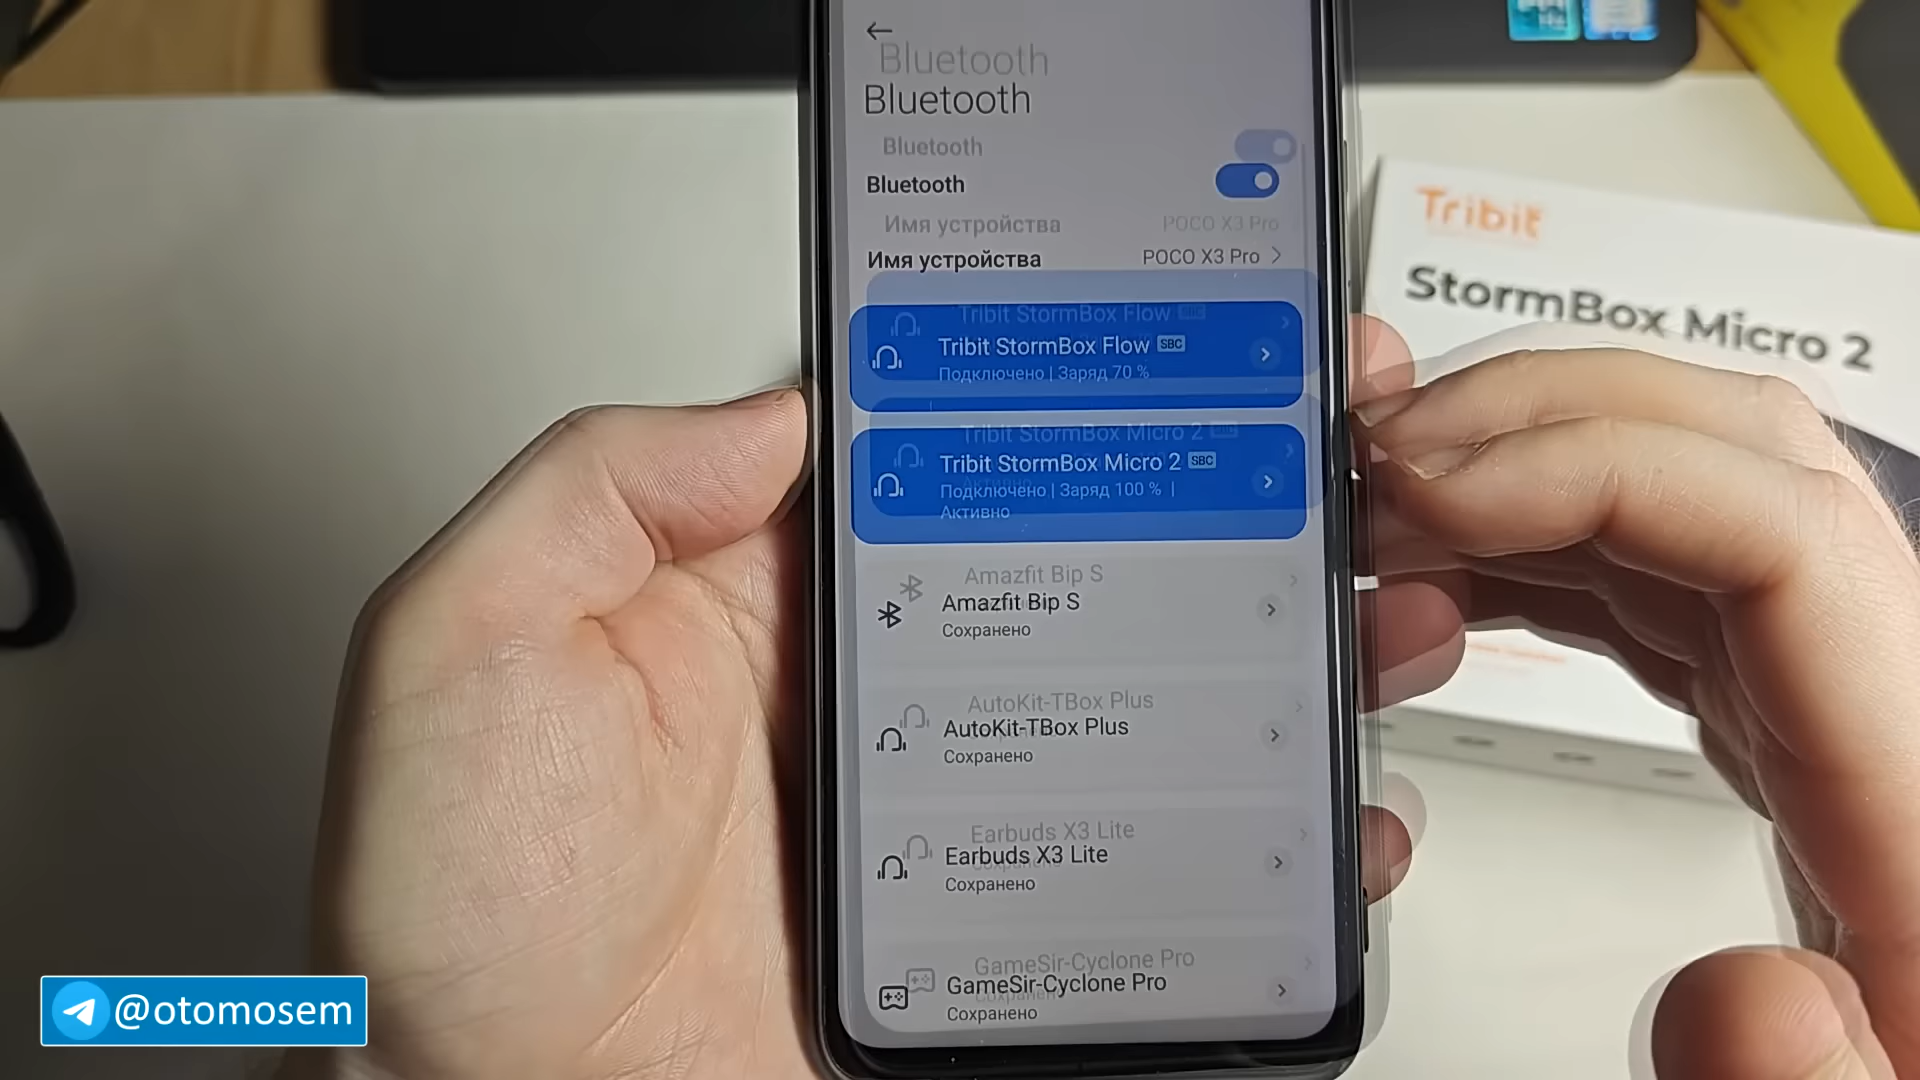 Bluetooth
Bluetooth
Bluetooth
Bluetooth
Имя устройства POCO X3 Pro
Имя устройства POCO X3 Pro
Tribit StormBox Flow
Tribit StormBox Flow SBC
Подключено | Заряд 70 %
Tribit StormBox Micro 2
Tribit StormBox Micro 2 SBC
Подключено | Заряд 100 % |
Активно
Amazfit Bip S
Amazfit Bip S
Сохранено
AutoKit-TBox Plus
AutoKit-TBox Plus
Сохранено
Earbuds X3 Lite
Earbuds X3 Lite
Сохранено
GameSir-Cyclone Pro
GameSir-Cyclone Pro
Сохранено
Tribit
StormBox Micro 2
@otomosem